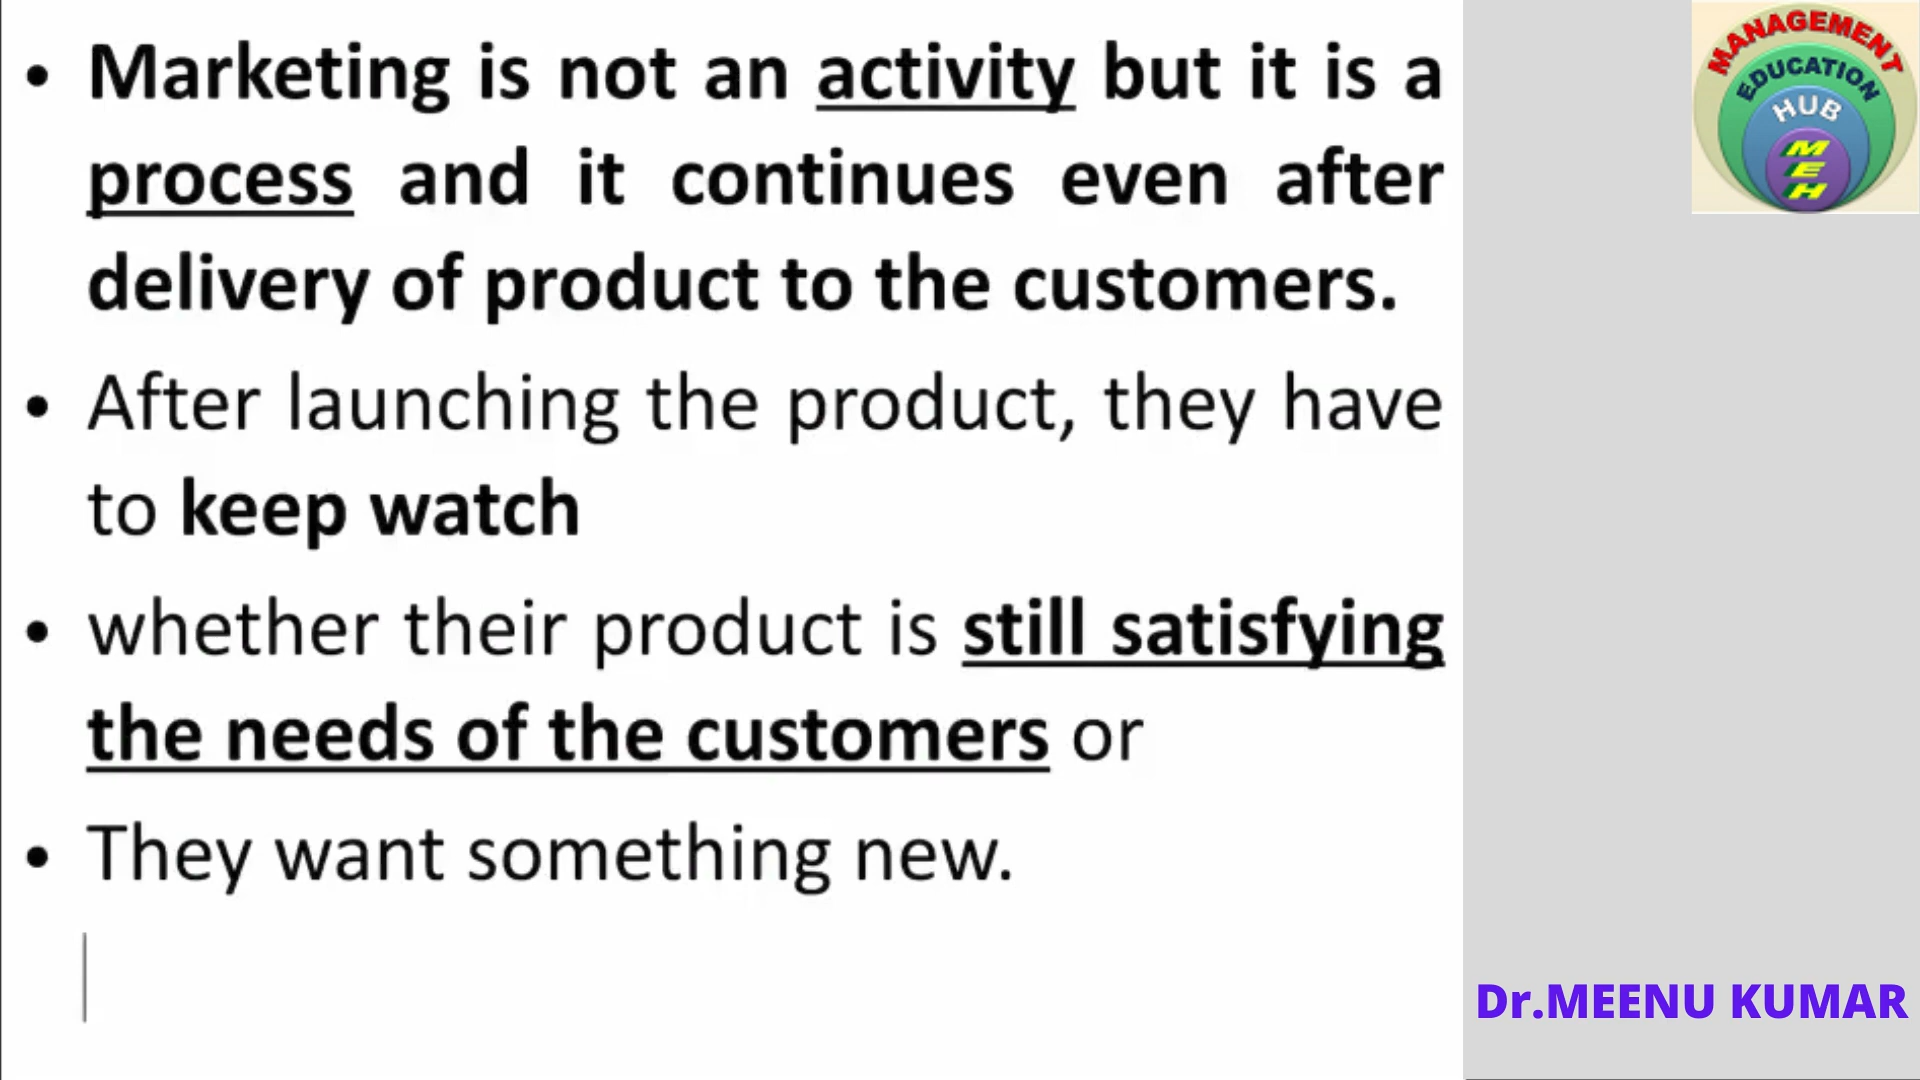 • Marketing is not an activity but it is a
process and it continues even after
delivery of product to the customers.
• After launching the product, they have
to keep watch
• whether their product is still satisfying
the needs of the customers or
• They want something new.
MANAGEMENT
EDUCATION
HUB
MEH
Dr.MEENU KUMAR